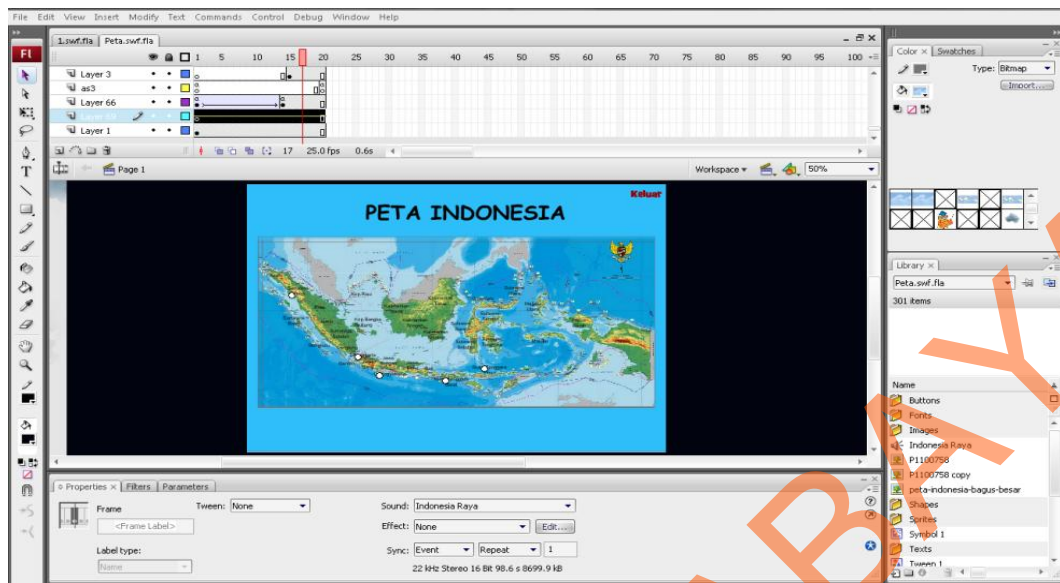 File Edit View Insert Modify Text Commands Control Debug Window Help
1.swf.fla Peta.swf.fla
Fl
1 5 10 15 20 25 30 35 40 45 50 55 60 65 70 75 80 85 90 95 100
Layer 3
as3
Layer 66
Layer 1
17 25.0 fps 0.6s
Page 1
Workspace
50%
Keluar
PETA INDONESIA
Properties Filters Parameters
Frame
Tween: None
Sound: Indonesia Raya
<Frame Label>
Effect: None
Edit...
Label type:
Sync: Event Repeat 1
Name
22 kHz Stereo 16 Bit 98.6 s 8699.9 kB
Color Swatches
Type: Bitmap
Import...
Library
Peta.swf.fla
301 items
Name
Buttons
Fonts
Images
Indonesia Raya
P1100758
P1100758 copy
peta-indonesia-bagus-besar
Shapes
Sprites
Symbol 1
Texts
Tween 1